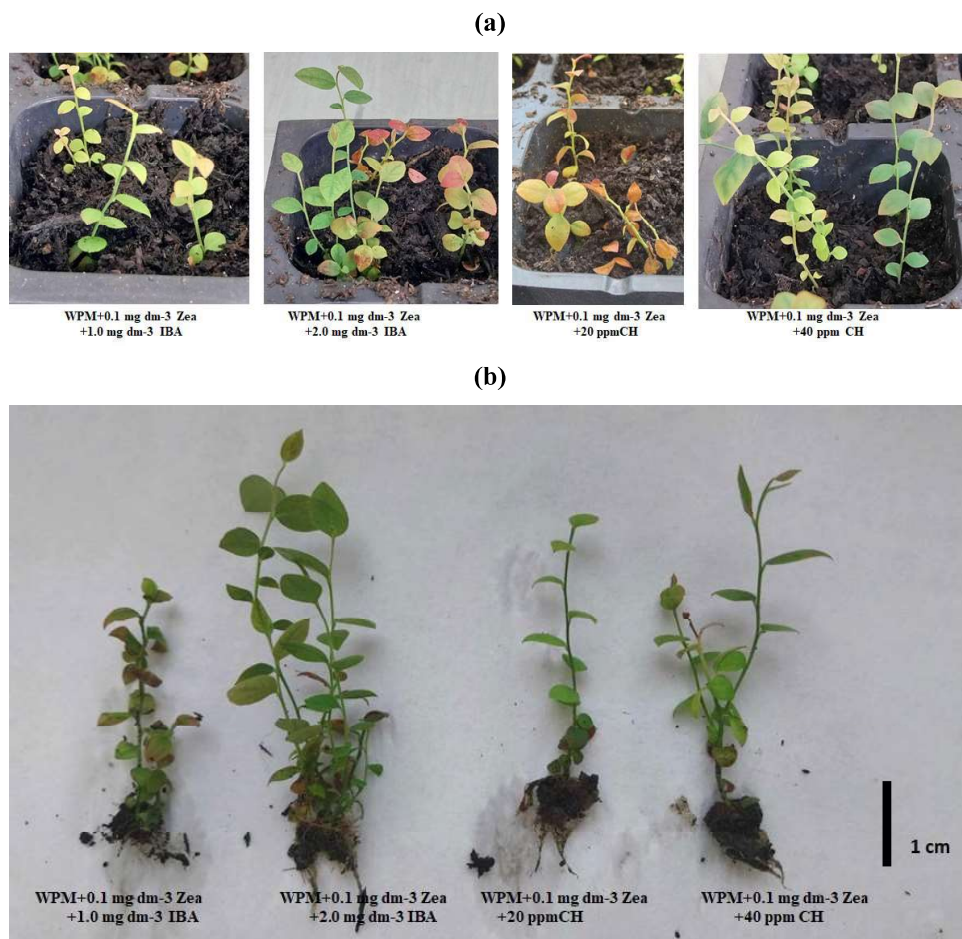 (a)
WPM+0.1 mg dm-3 Zea
+1.0 mg dm-3 IBA
WPM+0.1 mg dm-3 Zea
+2.0 mg dm-3 IBA
WPM+0.1 mg dm-3 Zea
+20 ppmCH
WPM+0.1 mg dm-3 Zea
+40 ppm CH
(b)
1 cm
WPM+0.1 mg dm-3 Zea
+1.0 mg dm-3 IBA
WPM+0.1 mg dm-3 Zea
+2.0 mg dm-3 IBA
WPM+0.1 mg dm-3 Zea
+20 ppmCH
WPM+0.1 mg dm-3 Zea
+40 ppm CH